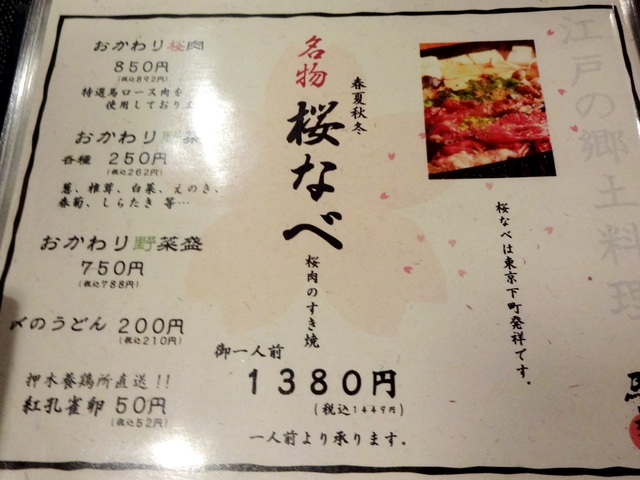 江戸の郷土料理
桜なべは東京下町発祥です。
春夏秋冬
名物
桜なべ
桜肉のすき焼
御一人前
1380円
(税込1449円)
一人前より承ります。
おかわり桜肉
850円
(税込892円)
特選馬ロース肉を
使用しており
おかわり野菜
各種 250円
(税込262円)
葱、椎茸、白菜、えのき、
春菊、しらたき 等…
おかわり野菜盛
750円
(税込788円)
〆のうどん 200円
(税込210円)
押木養鶏所直送!!
紅孔雀卵 50円
(税込52円)